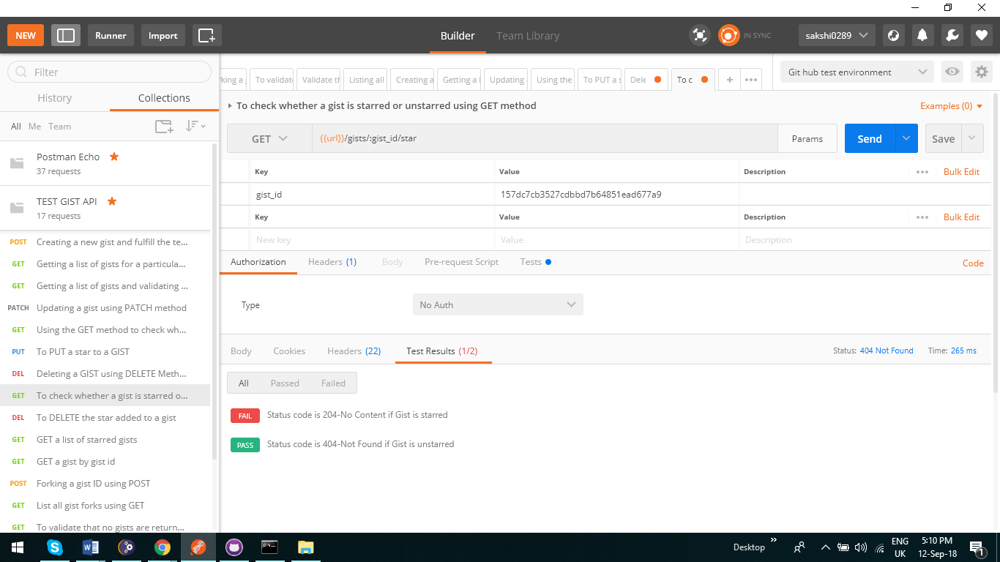 NEW
Runner
Import
Builder
Team Library
IN SYNC
sakshi0289
Filter
History
Collections
All Me Team
Postman Echo
37 requests
TEST GIST API
17 requests
POST Creating a new gist and fulfill the te...
GET Getting a list of gists for a particula...
GET Getting a list of gists and validating ...
PATCH Updating a gist using PATCH method
GET Using the GET method to check wh...
PUT To PUT a star to a GIST
DEL Deleting a GIST using DELETE Meth...
GET To check whether a gist is starred o...
DEL To DELETE the star added to a gist
GET GET a list of starred gists
GET GET a gist by gist id
POST Forking a gist ID using POST
GET List all gist forks using GET
GET To validate that no gists are return...
rking a g
To validat
Validate th
Listing all
Creating a
Getting a l
Updating
Using the
To PUT a s
Dele
To c
+
•••
Git hub test environment
To check whether a gist is starred or unstarred using GET method
Examples (0)
GET
{{url}}/gists/:gist_id/star
Params
Send
Save
Key Value Description ••• Bulk Edit
gist_id 157dc7cb3527cdbbd7b64851ead677a9
Key Value Description ••• Bulk Edit
New key Value Description
Authorization Headers (1) Body Pre-request Script Tests Code
Type No Auth
Body Cookies Headers (22) Test Results (1/2) Status: 404 Not Found Time: 265 ms
All Passed Failed
FAIL Status code is 204-No Content if Gist is starred
PASS Status code is 404-Not Found if Gist is unstarred
Desktop
»
ENG
UK
5:10 PM
12-Sep-18
1